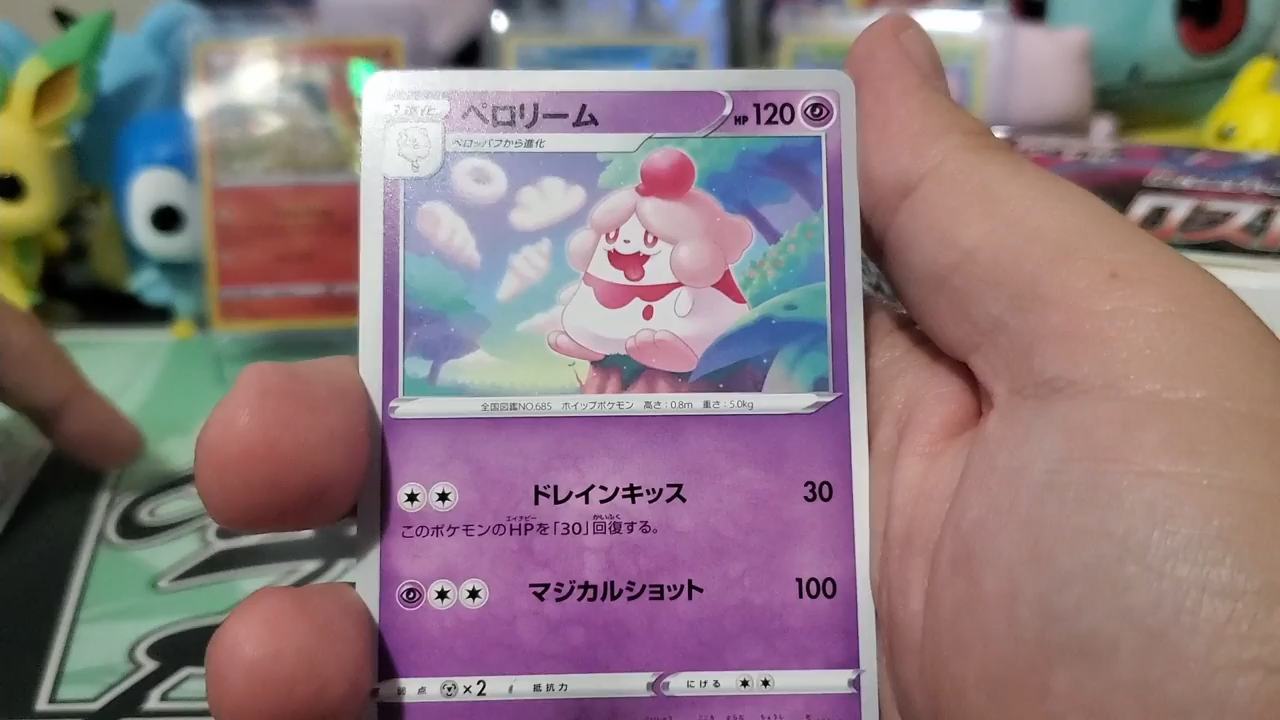 1進化 ペロリーム HP 120
ペロッパフから進化
全国図鑑NO.685 ホイップポケモン 高さ:0.8m 重さ:5.0kg
ドレインキッス 30
このポケモンのHPを「30」回復する。
マジカルショット 100
弱点 ×2 抵抗力 にげる